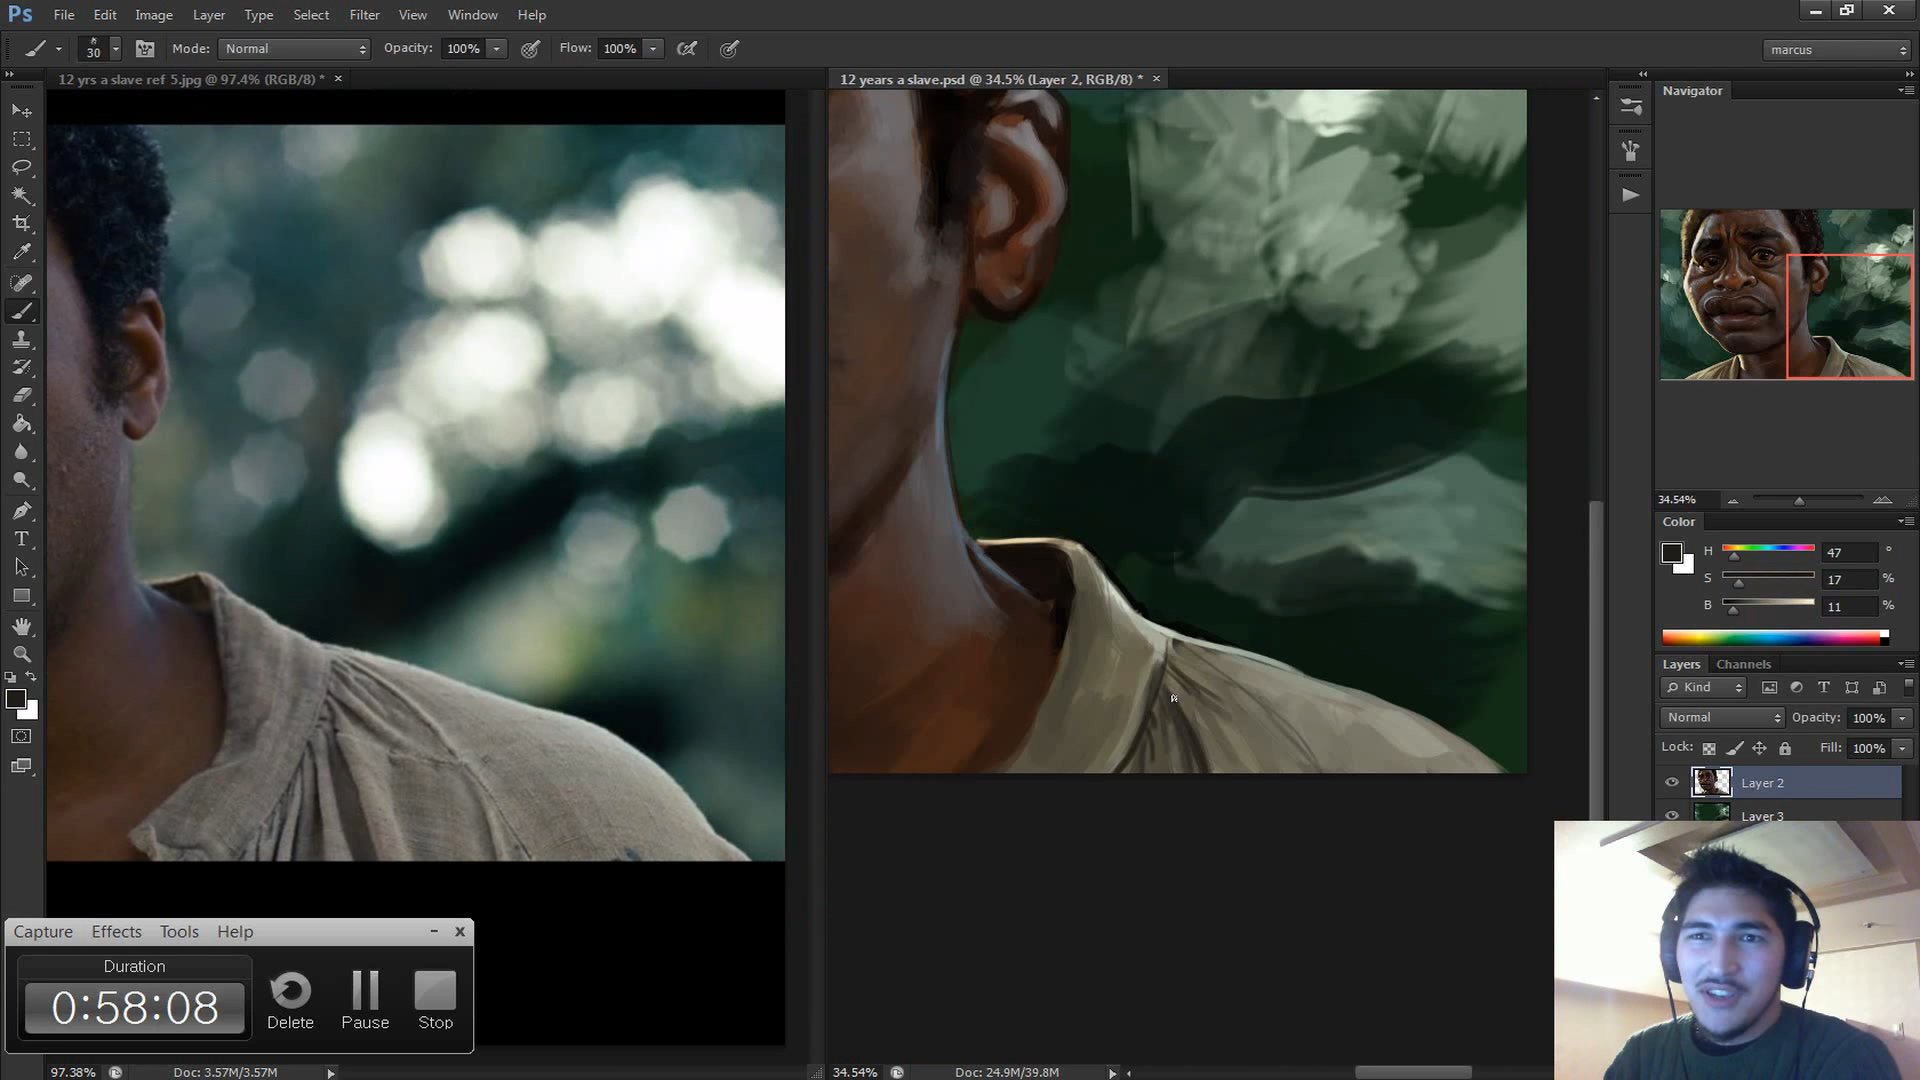 Ps File Edit Image Layer Type Select Filter View Window Help
30 Mode: Normal Opacity: 100% Flow: 100% marcus
12 yrs a slave ref 5.jpg @ 97.4% (RGB/8) * × 12 years a slave.psd @ 34.5% (Layer 2, RGB/8) * ×
Navigator
34.54%
Color
H 47 °
S 17 %
B 11 %
Layers Channels
Kind
Normal Opacity: 100%
Lock: Fill: 100%
Layer 2
Layer 3
Capture Effects Tools Help
Duration
0:58:08
Delete Pause Stop
97.38% Doc: 3.57M/3.57M 34.54% Doc: 24.9M/39.8M